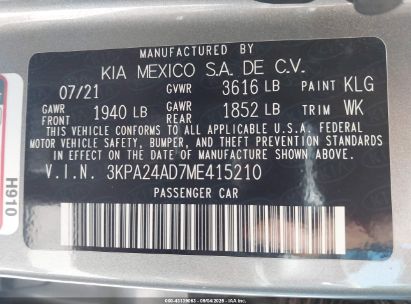 MANUFACTURED BY
KIA MEXICO S.A. DE C.V.
07/21 GVWR 3616 LB PAINT KLG
GAWR FRONT 1940 LB GAWR REAR 1852 LB TRIM WK
THIS VEHICLE CONFORMS TO ALL APPLICABLE U.S.A. FEDERAL
MOTOR VEHICLE SAFETY, BUMPER, AND THEFT PREVENTION STANDARDS
IN EFFECT ON THE DATE OF MANUFACTURE SHOWN ABOVE.
V.I.N. 3KPA24AD7ME415210
PASSENGER CAR
H910